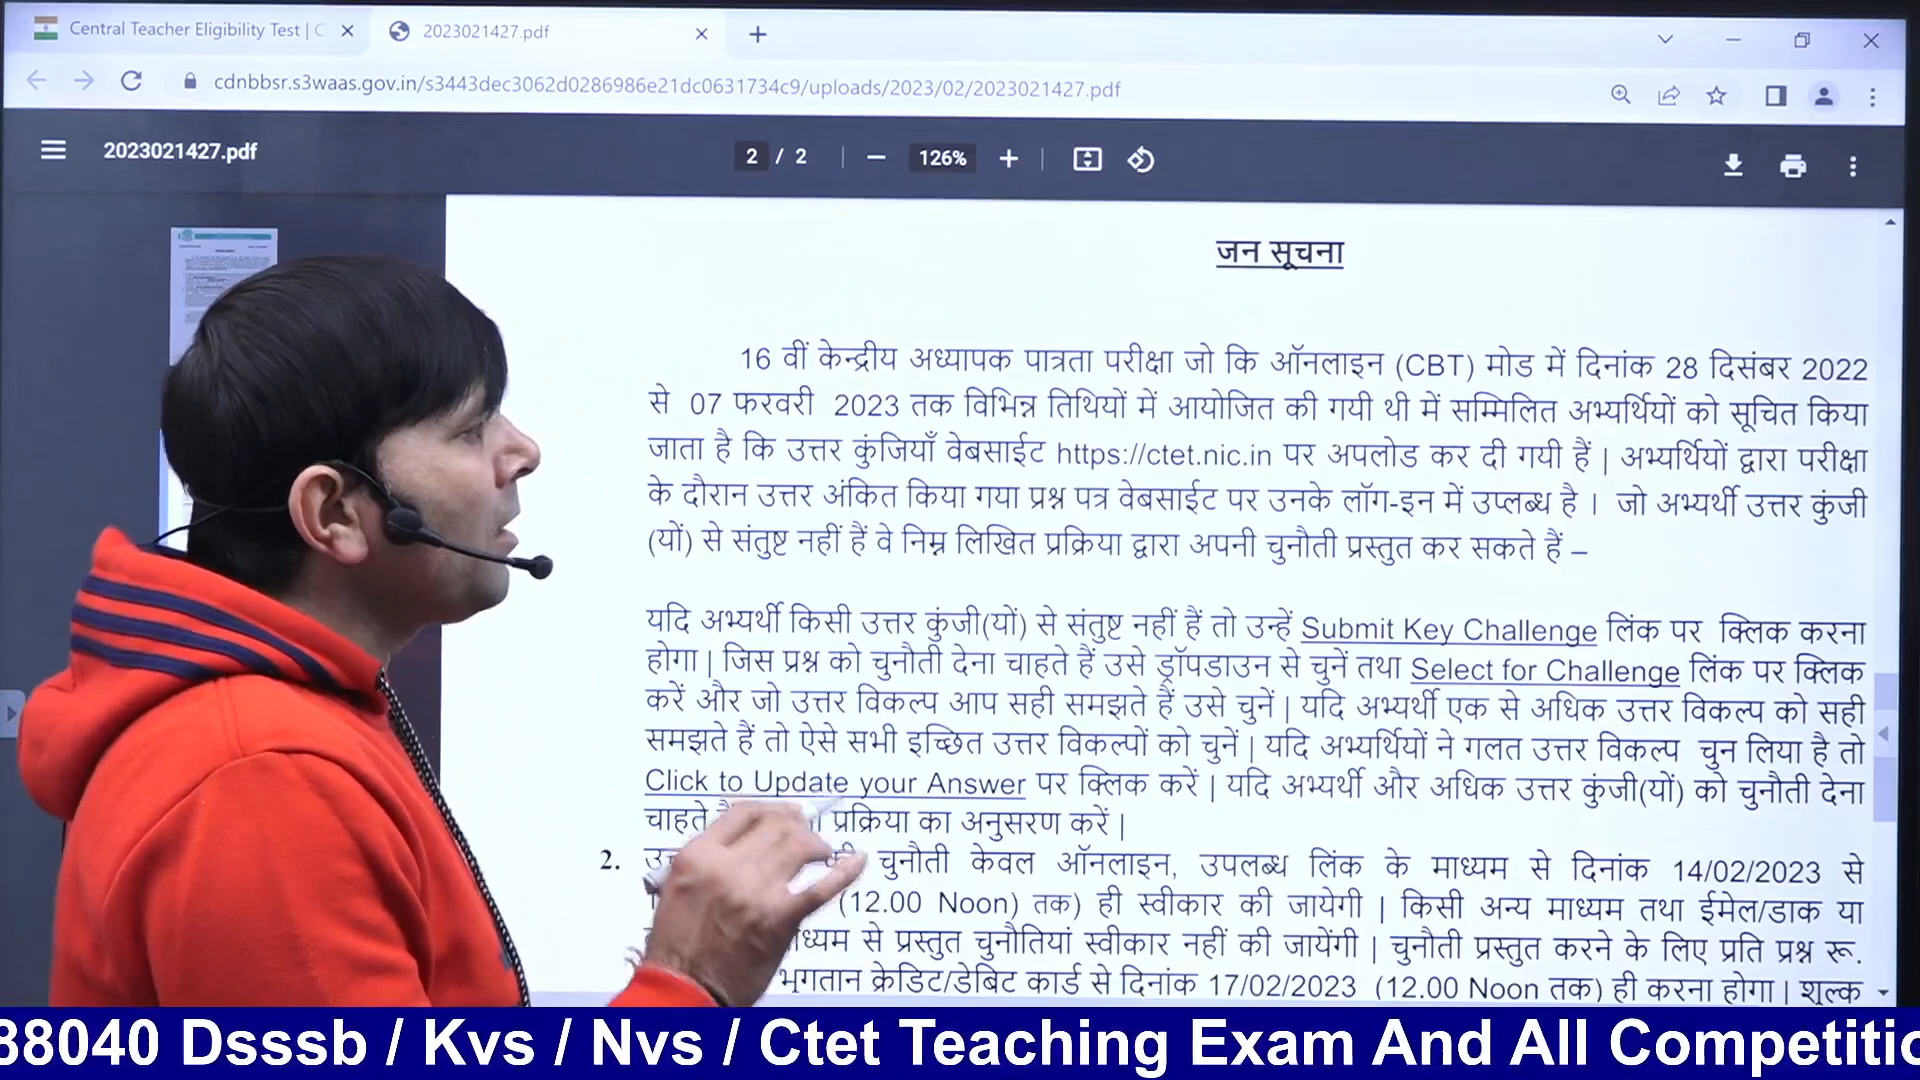 Central Teacher Eligibility Test | C
2023021427.pdf
cdnbbsr.s3waas.gov.in/s3443dec3062d0286986e21dc0631734c9/uploads/2023/02/2023021427.pdf
2023021427.pdf
2 / 2
126%
जन सूचना
16 वीं केन्द्रीय अध्यापक पात्रता परीक्षा जो कि ऑनलाइन (CBT) मोड में दिनांक 28 दिसंबर 2022
से 07 फरवरी 2023 तक विभिन्न तिथियों में आयोजित की गयी थी में सम्मिलित अभ्यर्थियों को सूचित किया
जाता है कि उत्तर कुंजियाँ वेबसाईट https://ctet.nic.in पर अपलोड कर दी गयी हैं | अभ्यर्थियों द्वारा परीक्षा
के दौरान उत्तर अंकित किया गया प्रश्न पत्र वेबसाईट पर उनके लॉग-इन में उप्लब्ध है । जो अभ्यर्थी उत्तर कुंजी
(यों) से संतुष्ट नहीं हैं वे निम्न लिखित प्रक्रिया द्वारा अपनी चुनौती प्रस्तुत कर सकते हैं –
यदि अभ्यर्थी किसी उत्तर कुंजी(यों) से संतुष्ट नहीं हैं तो उन्हें Submit Key Challenge लिंक पर क्लिक करना
होगा | जिस प्रश्न को चुनौती देना चाहते हैं उसे ड्रॉपडाउन से चुनें तथा Select for Challenge लिंक पर क्लिक
करें और जो उत्तर विकल्प आप सही समझते हैं उसे चुनें | यदि अभ्यर्थी एक से अधिक उत्तर विकल्प को सही
समझते हैं तो ऐसे सभी इच्छित उत्तर विकल्पों को चुनें | यदि अभ्यर्थियों ने गलत उत्तर विकल्प चुन लिया है तो
Click to Update your Answer पर क्लिक करें | यदि अभ्यर्थी और अधिक उत्तर कुंजी(यों) को चुनौती देना
चाहते प्रक्रिया का अनुसरण करें |
2. चुनौती केवल ऑनलाइन, उपलब्ध लिंक के माध्यम से दिनांक 14/02/2023 से
(12.00 Noon) तक) ही स्वीकार की जायेगी | किसी अन्य माध्यम तथा ईमेल/डाक या
से प्रस्तुत चुनौतियां स्वीकार नहीं की जायेंगी | चुनौती प्रस्तुत करने के लिए प्रति प्रश्न रू.
भुगतान क्रेडिट/डेबिट कार्ड से दिनांक 17/02/2023 (12.00 Noon तक) ही करना होगा | शुल्क
88040 Dsssb / Kvs / Nvs / Ctet Teaching Exam And All Competitio